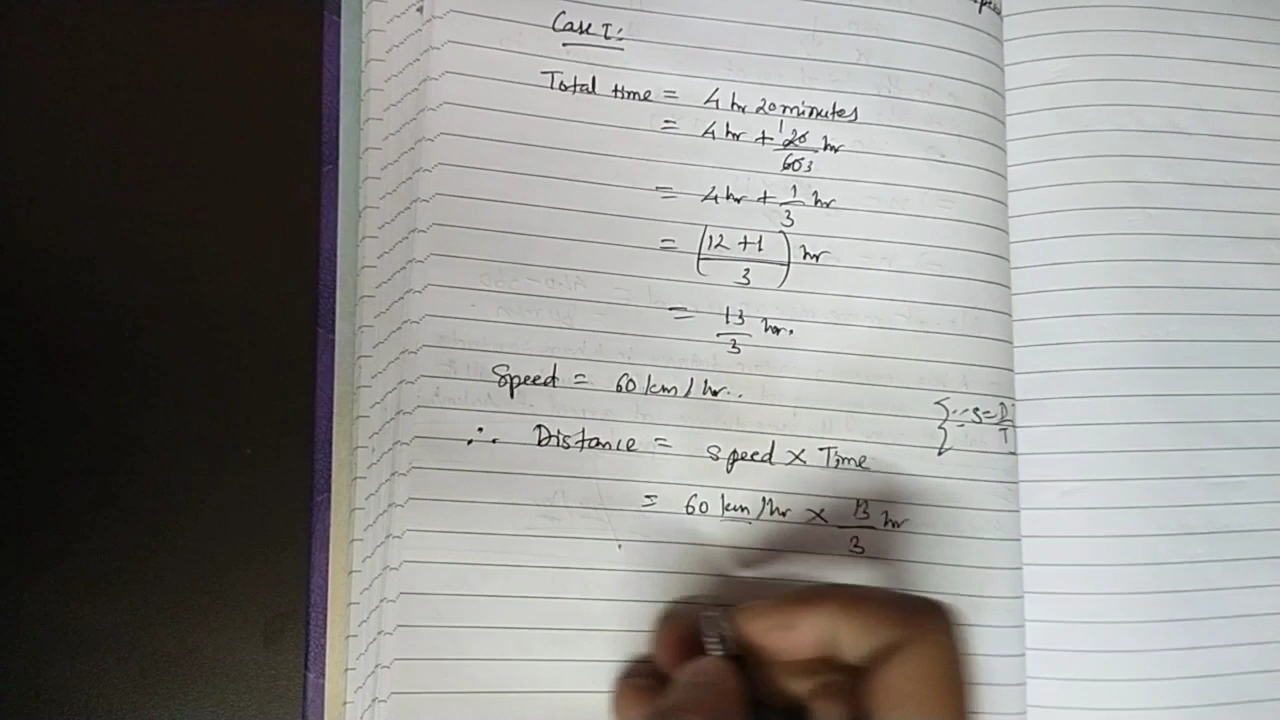 Case I:
Total time = 4 hr 20 minutes
= 4 hr + 20/60 hr
= 4 hr + 1/3 hr
= (12 + 1 / 3) hr
= 13/3 hr.
Speed = 60 km/hr..
{∵ S = D/T
∴ Distance = speed × Time
= 60 km/hr × 13/3 hr